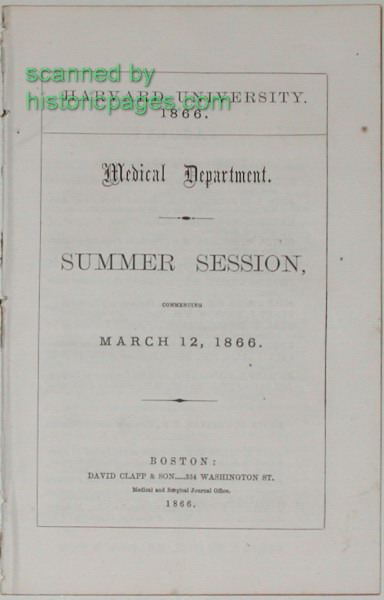 scanned by
historicpages.com
HARVARD UNIVERSITY.
1866.
Medical Department.
SUMMER SESSION,
COMMENCING
MARCH 12, 1866.
BOSTON:
DAVID CLAPP & SON....334 WASHINGTON ST.
Medical and Surgical Journal Office.
1866.